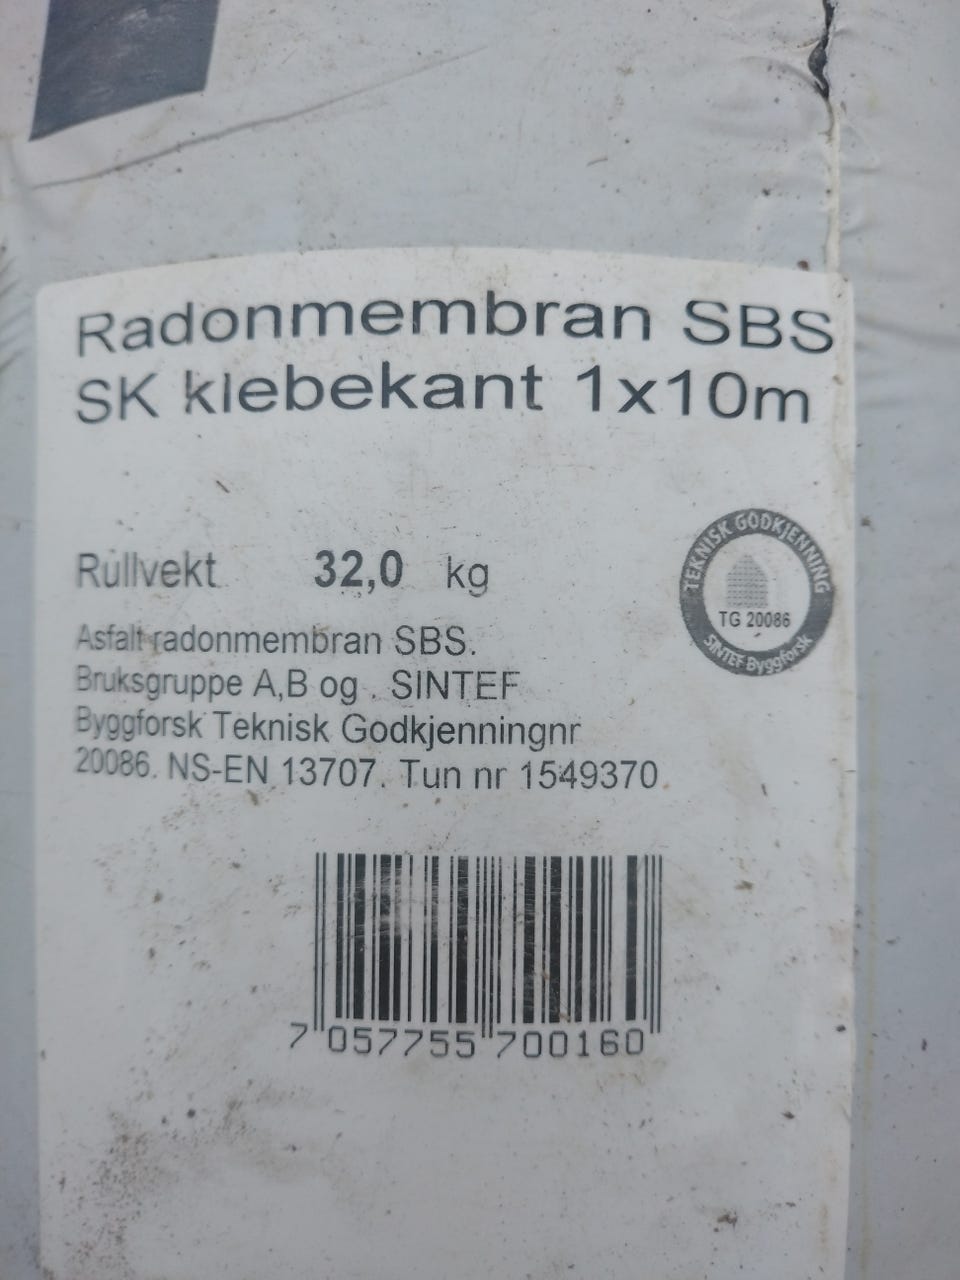 Radonmembran SBS
SK klebekant 1x10m
Rullvekt 32,0 kg
TEKNISK GODKJENNING
TG 20086
SINTEF Byggforsk
Asfalt radonmembran SBS.
Bruksgruppe A,B og . SINTEF
Byggforsk Teknisk Godkjenningnr
20086. NS-EN 13707. Tun nr 1549370
7 057755 700160